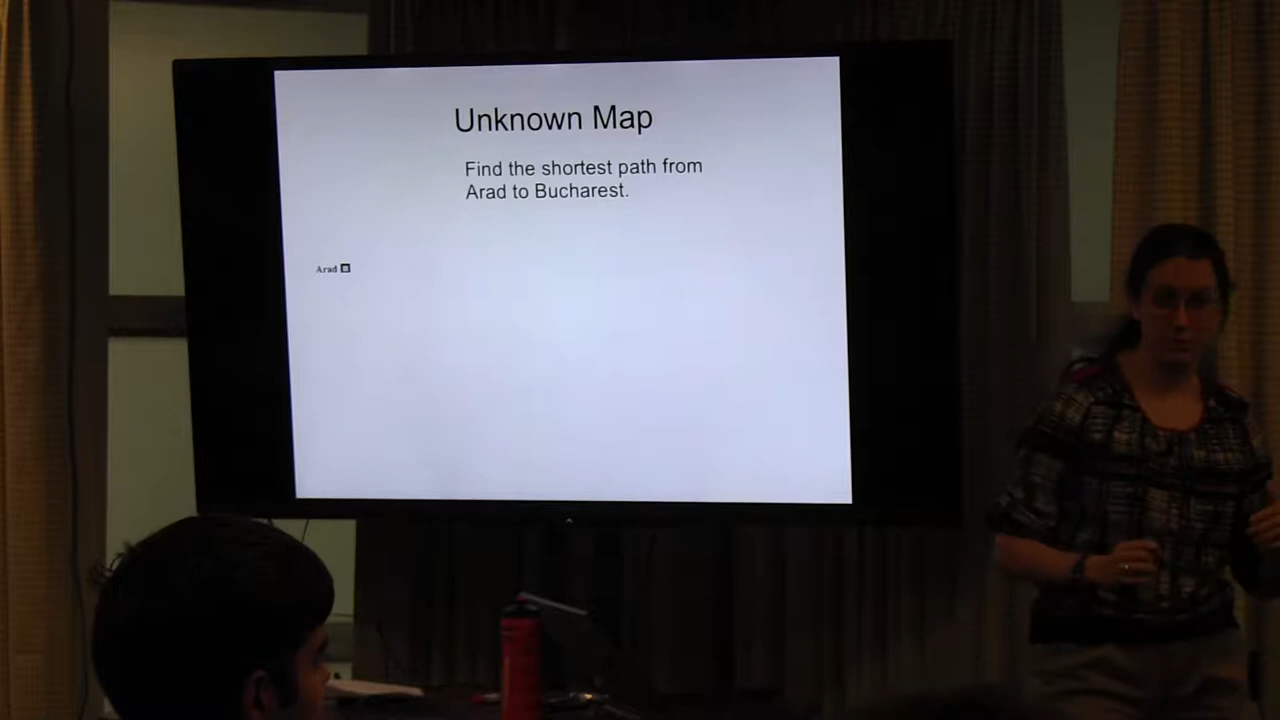 Unknown Map
Find the shortest path from
Arad to Bucharest.
Arad